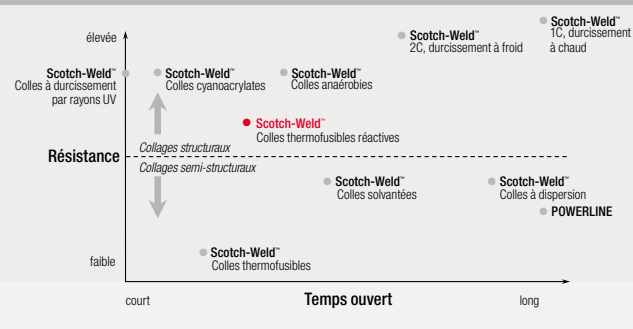 élevée
Scotch-Weld™
1C, durcissement
à chaud
Scotch-Weld™
2C, durcissement à froid
Scotch-Weld™
Colles à durcissement
par rayons UV
Scotch-Weld™
Colles cyanoacrylates
Scotch-Weld™
Colles anaérobies
Scotch-Weld™
Colles thermofusibles réactives
Résistance
Collages structuraux
Collages semi-structuraux
Scotch-Weld™
Colles solvantées
Scotch-Weld™
Colles à dispersion
POWERLINE
faible
Scotch-Weld™
Colles thermofusibles
court
Temps ouvert
long